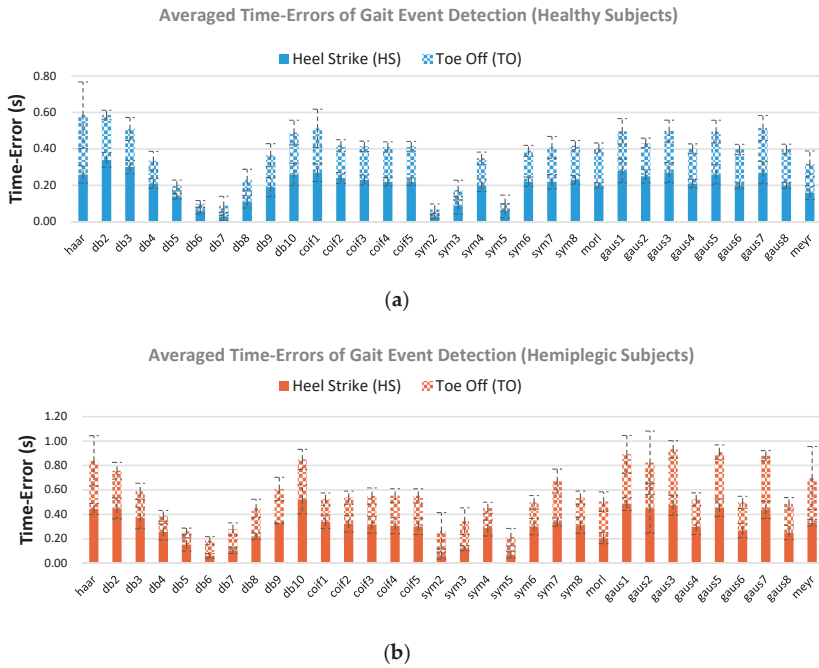 Averaged Time-Errors of Gait Event Detection (Healthy Subjects)
Heel Strike (HS) Toe Off (TO)
Time-Error (s)
0.80
0.60
0.40
0.20
0.00
haar db2 db3 db4 db5 db6 db7 db8 db9 db10 coif1 coif2 coif3 coif4 coif5 sym2 sym3 sym4 sym5 sym6 sym7 sym8 morl gaus1 gaus2 gaus3 gaus4 gaus5 gaus6 gaus7 gaus8 meyr
(a)
Averaged Time-Errors of Gait Event Detection (Hemiplegic Subjects)
Heel Strike (HS) Toe Off (TO)
Time-Error (s)
1.20
1.00
0.80
0.60
0.40
0.20
0.00
haar db2 db3 db4 db5 db6 db7 db8 db9 db10 coif1 coif2 coif3 coif4 coif5 sym2 sym3 sym4 sym5 sym6 sym7 sym8 morl gaus1 gaus2 gaus3 gaus4 gaus5 gaus6 gaus7 gaus8 meyr
(b)